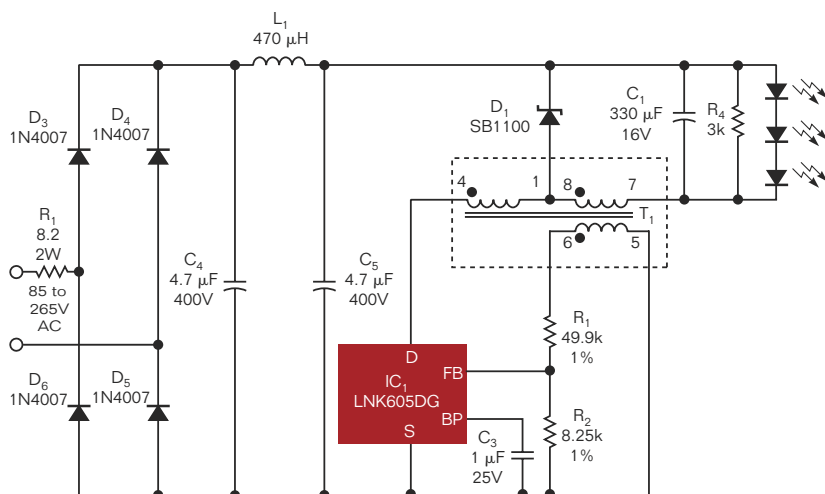 L1
470 µH
D3
1N4007
D4
1N4007
D1
SB1100
C1
330 µF
16V
R4
3k
4
1
8
7
T1
6
5
R1
8.2
2W
85 to
265V
AC
C4
4.7 µF
400V
C5
4.7 µF
400V
R1
49.9k
1%
D
FB
IC1
LNK605DG
BP
S
D6
1N4007
D5
1N4007
C3
1 µF
25V
R2
8.25k
1%